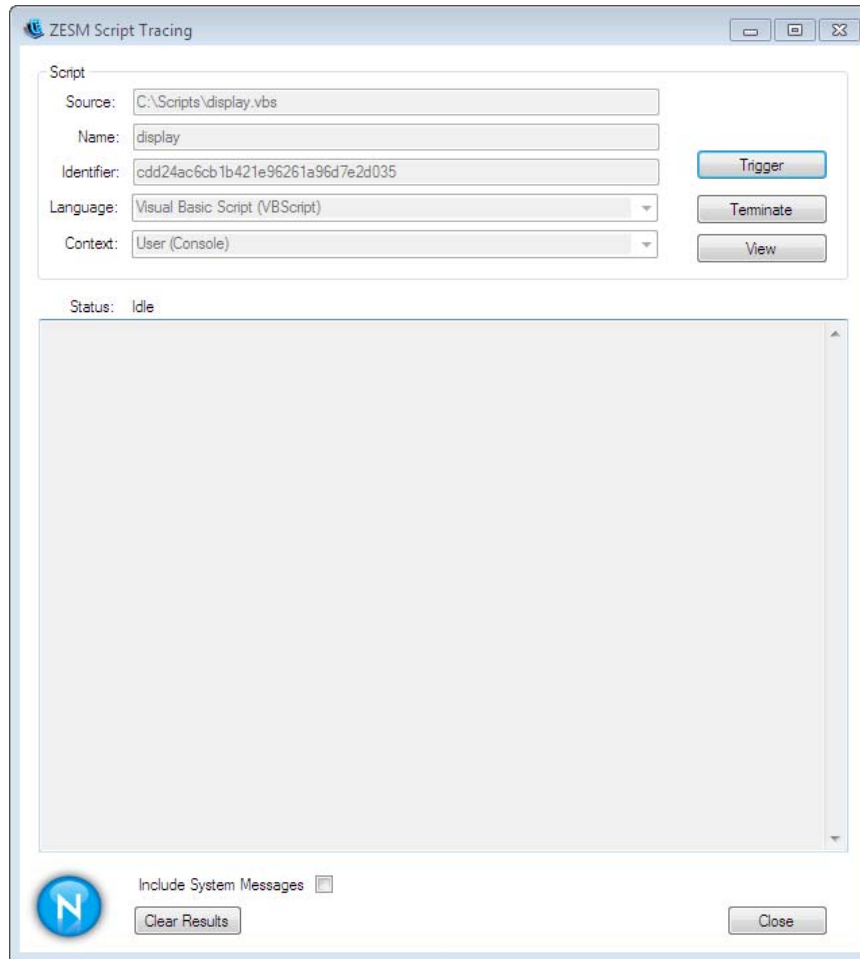 ZESM Script Tracing
Script
Source: C:\Scripts\display.vbs
Name: display
Identifier: cdd24ac6cb1b421e96261a96d7e2d035
Trigger
Language: Visual Basic Script (VBScript)
Terminate
Context: User (Console)
View
Status: Idle
N
Include System Messages
Clear Results
Close